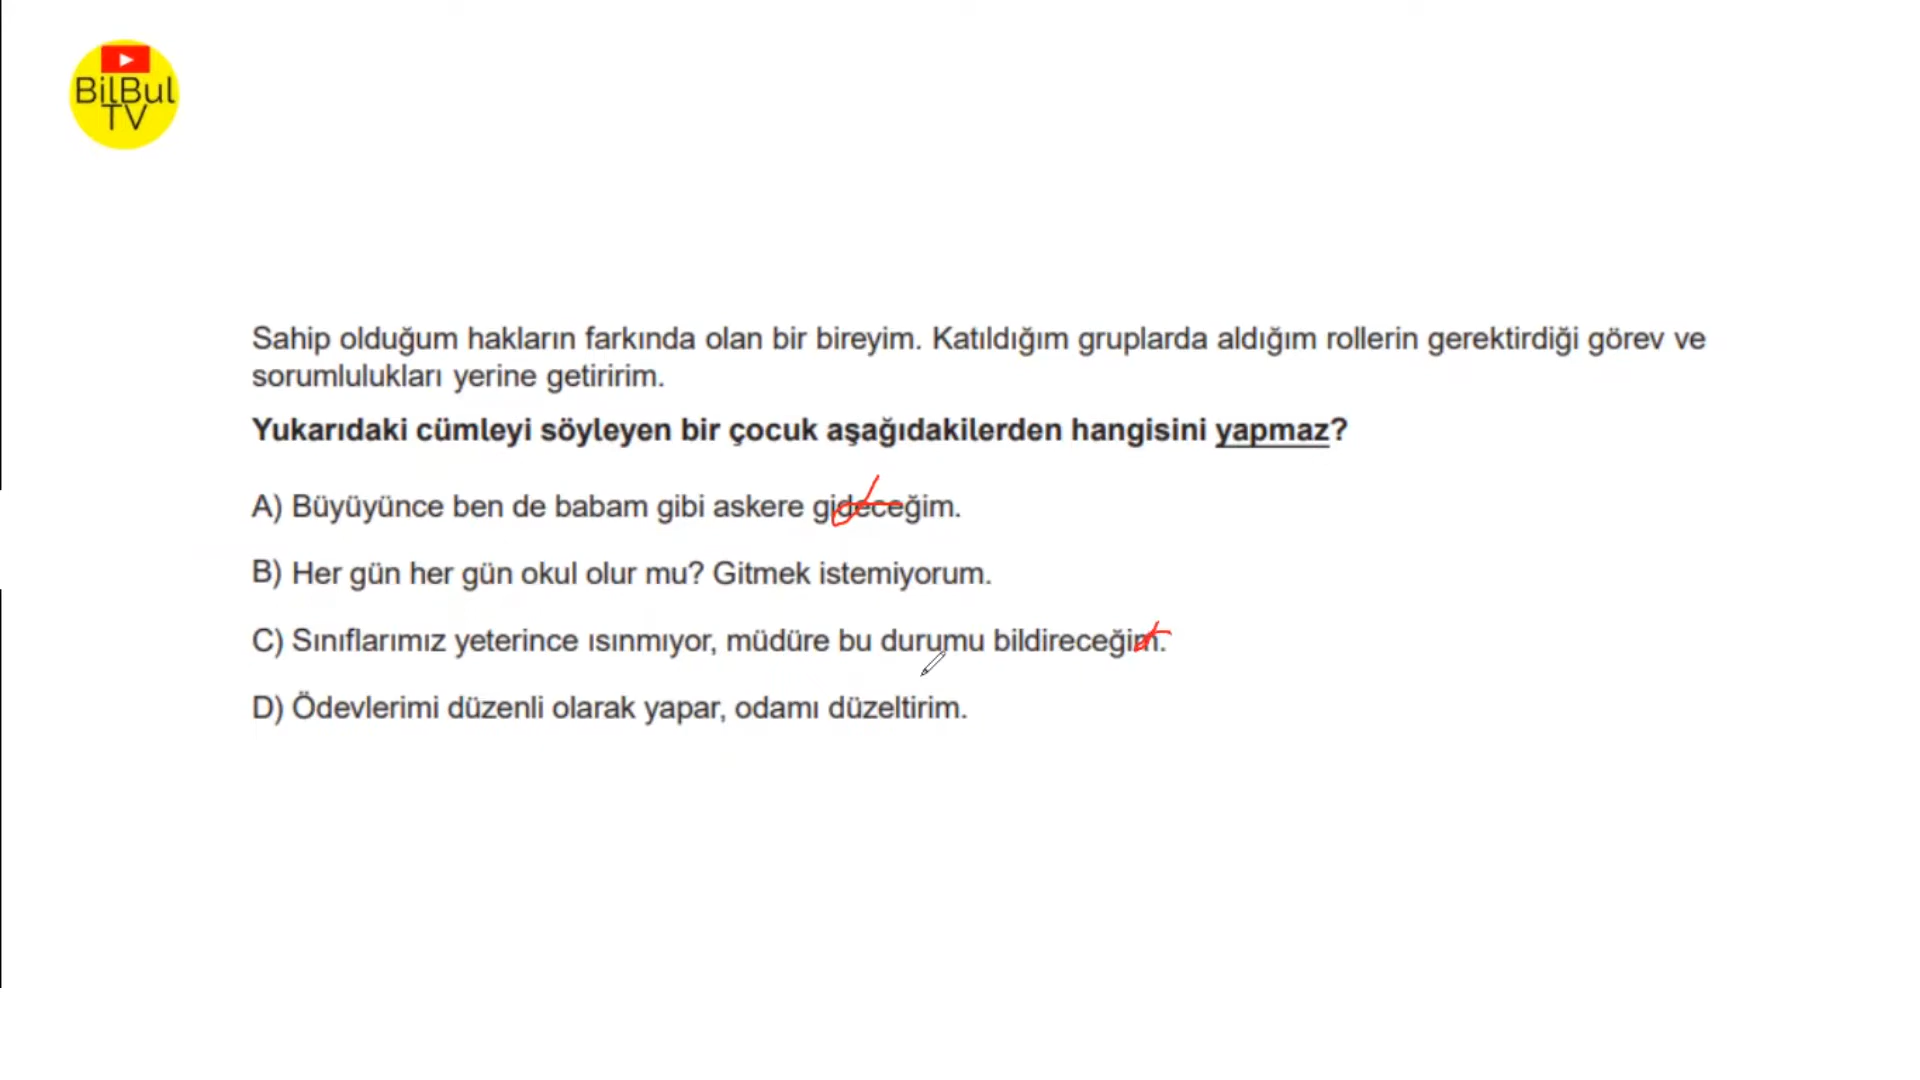 BilBul
TV
Sahip olduğum hakların farkında olan bir bireyim. Katıldığım gruplarda aldığım rollerin gerektirdiği görev ve
sorumlulukları yerine getiririm.
Yukarıdaki cümleyi söyleyen bir çocuk aşağıdakilerden hangisini yapmaz?
A) Büyüyünce ben de babam gibi askere gideceğim.
B) Her gün her gün okul olur mu? Gitmek istemiyorum.
C) Sınıflarımız yeterince ısınmıyor, müdüre bu durumu bildireceğim.
D) Ödevlerimi düzenli olarak yapar, odamı düzeltirim.